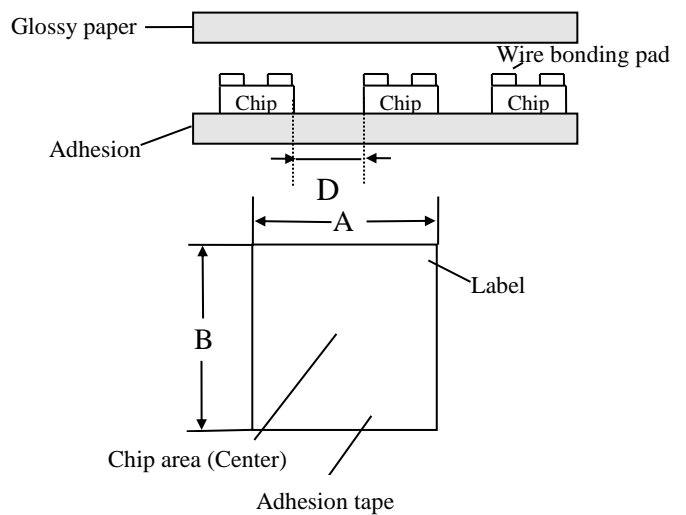 Glossy paper
Wire bonding pad
Chip Chip Chip
Adhesion
D
A
Label
B
Chip area (Center)
Adhesion tape